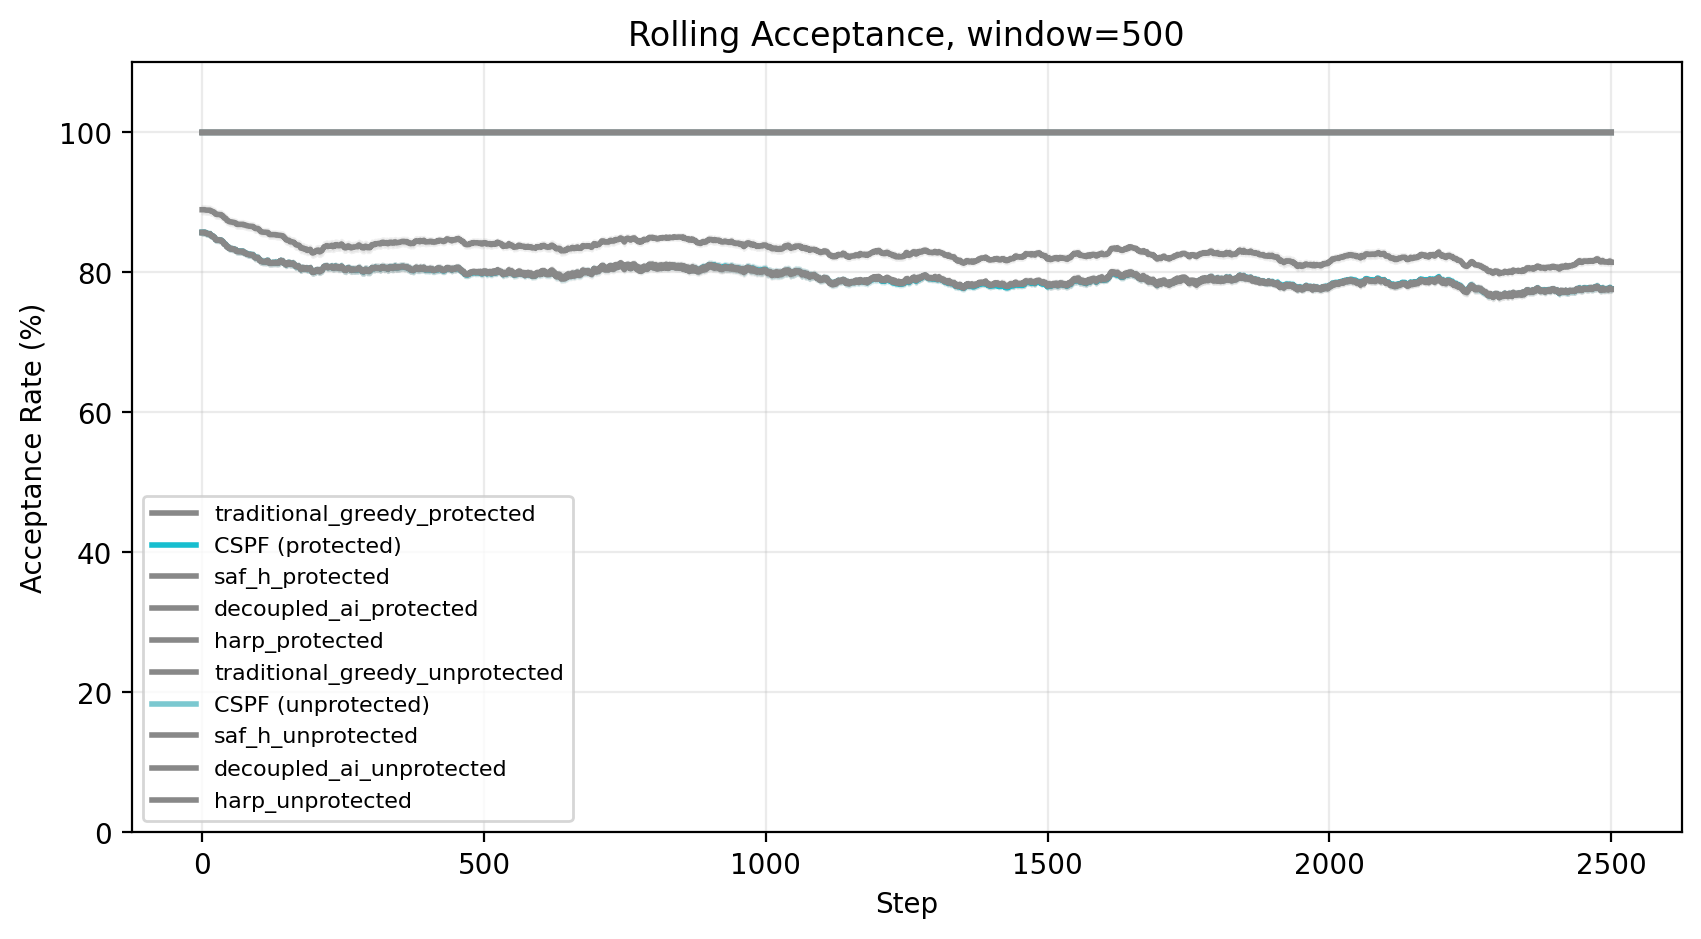 Rolling Acceptance, window=500
Acceptance Rate (%)
100
80
60
40
20
0
traditional_greedy_protected
CSPF (protected)
saf_h_protected
decoupled_ai_protected
harp_protected
traditional_greedy_unprotected
CSPF (unprotected)
saf_h_unprotected
decoupled_ai_unprotected
harp_unprotected
0 500 1000 1500 2000 2500
Step